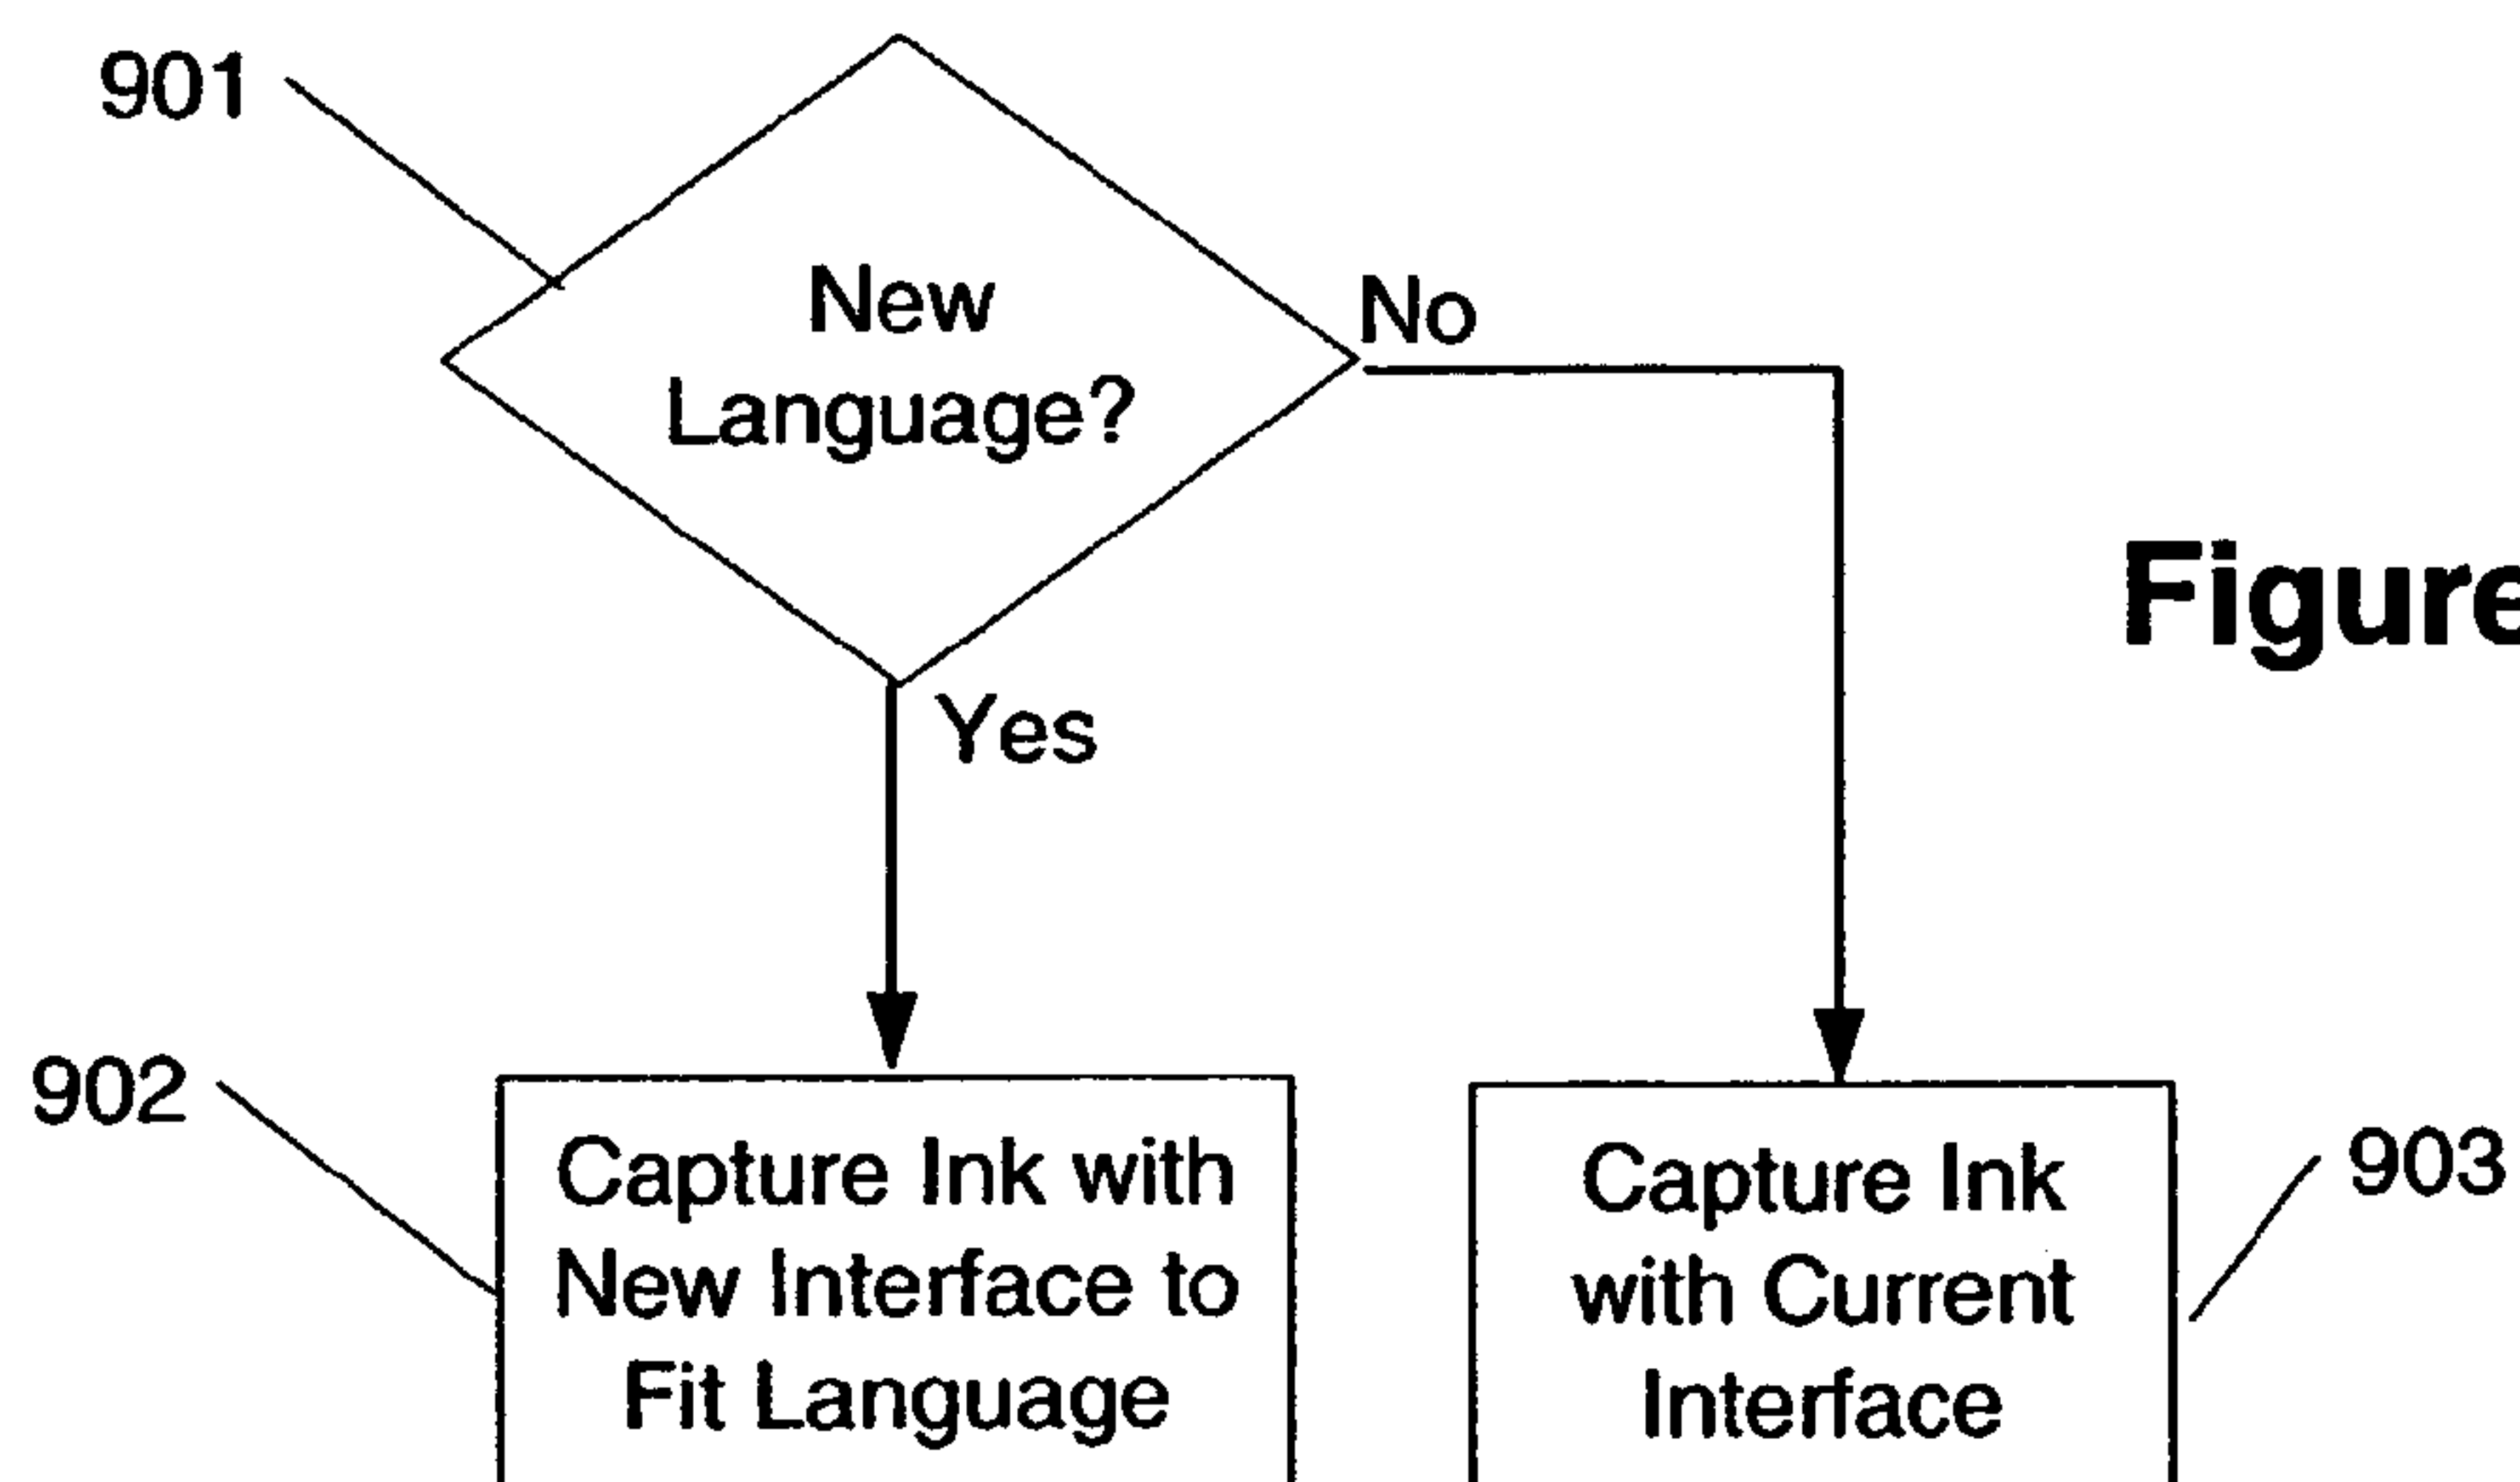 901
New
Language?
No
Figure
Yes
902
Capture Ink with
New Interface to
Fit Language
Capture Ink
with Current
Interface
903